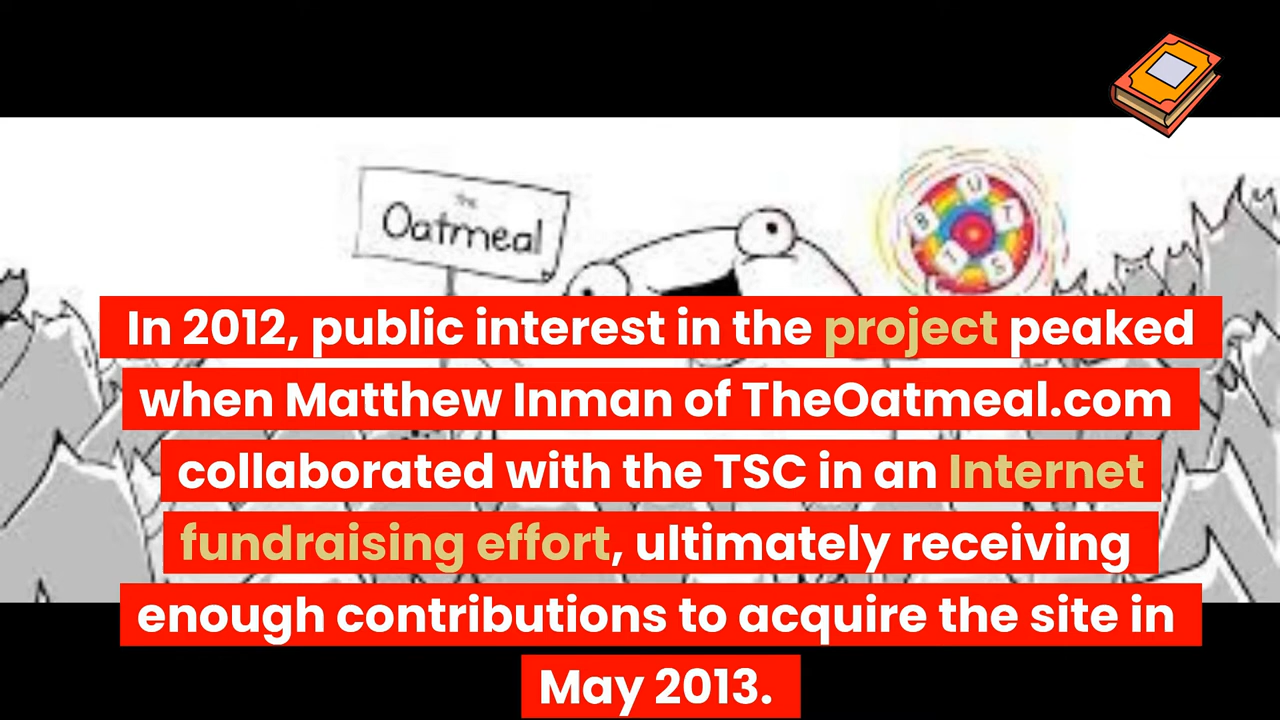 the
Oatmeal
B
U
T
T
S
In 2012, public interest in the project peaked
when Matthew Inman of TheOatmeal.com
collaborated with the TSC in an Internet
fundraising effort, ultimately receiving
enough contributions to acquire the site in
May 2013.